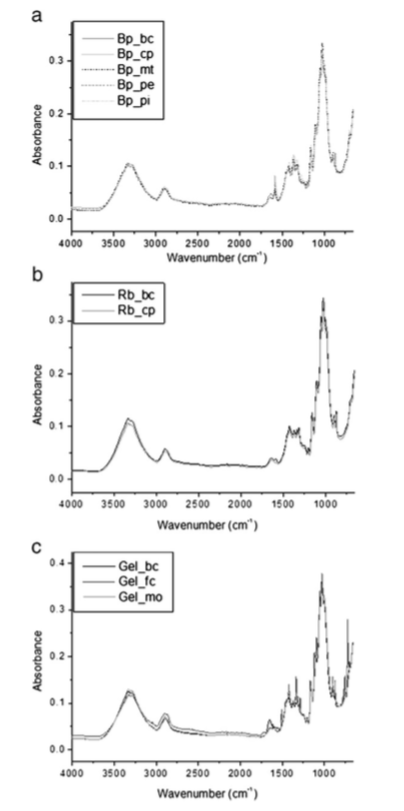 a
Bp_bc
Bp_cp
Bp_mt
Bp_pe
Bp_pi
0.3
0.2
0.1
0.0
Absorbance
4000 3500 3000 2500 2000 1500 1000
Wavenumber (cm⁻¹)
b
Rb_bc
Rb_cp
0.3
0.2
0.1
0.0
Absorbance
4000 3500 3000 2500 2000 1500 1000
Wavenumber (cm⁻¹)
c
Gel_bc
Gel_fc
Gel_mo
0.4
0.3
0.2
0.1
0.0
Absorbance
4000 3500 3000 2500 2000 1500 1000
Wavenumber (cm⁻¹)